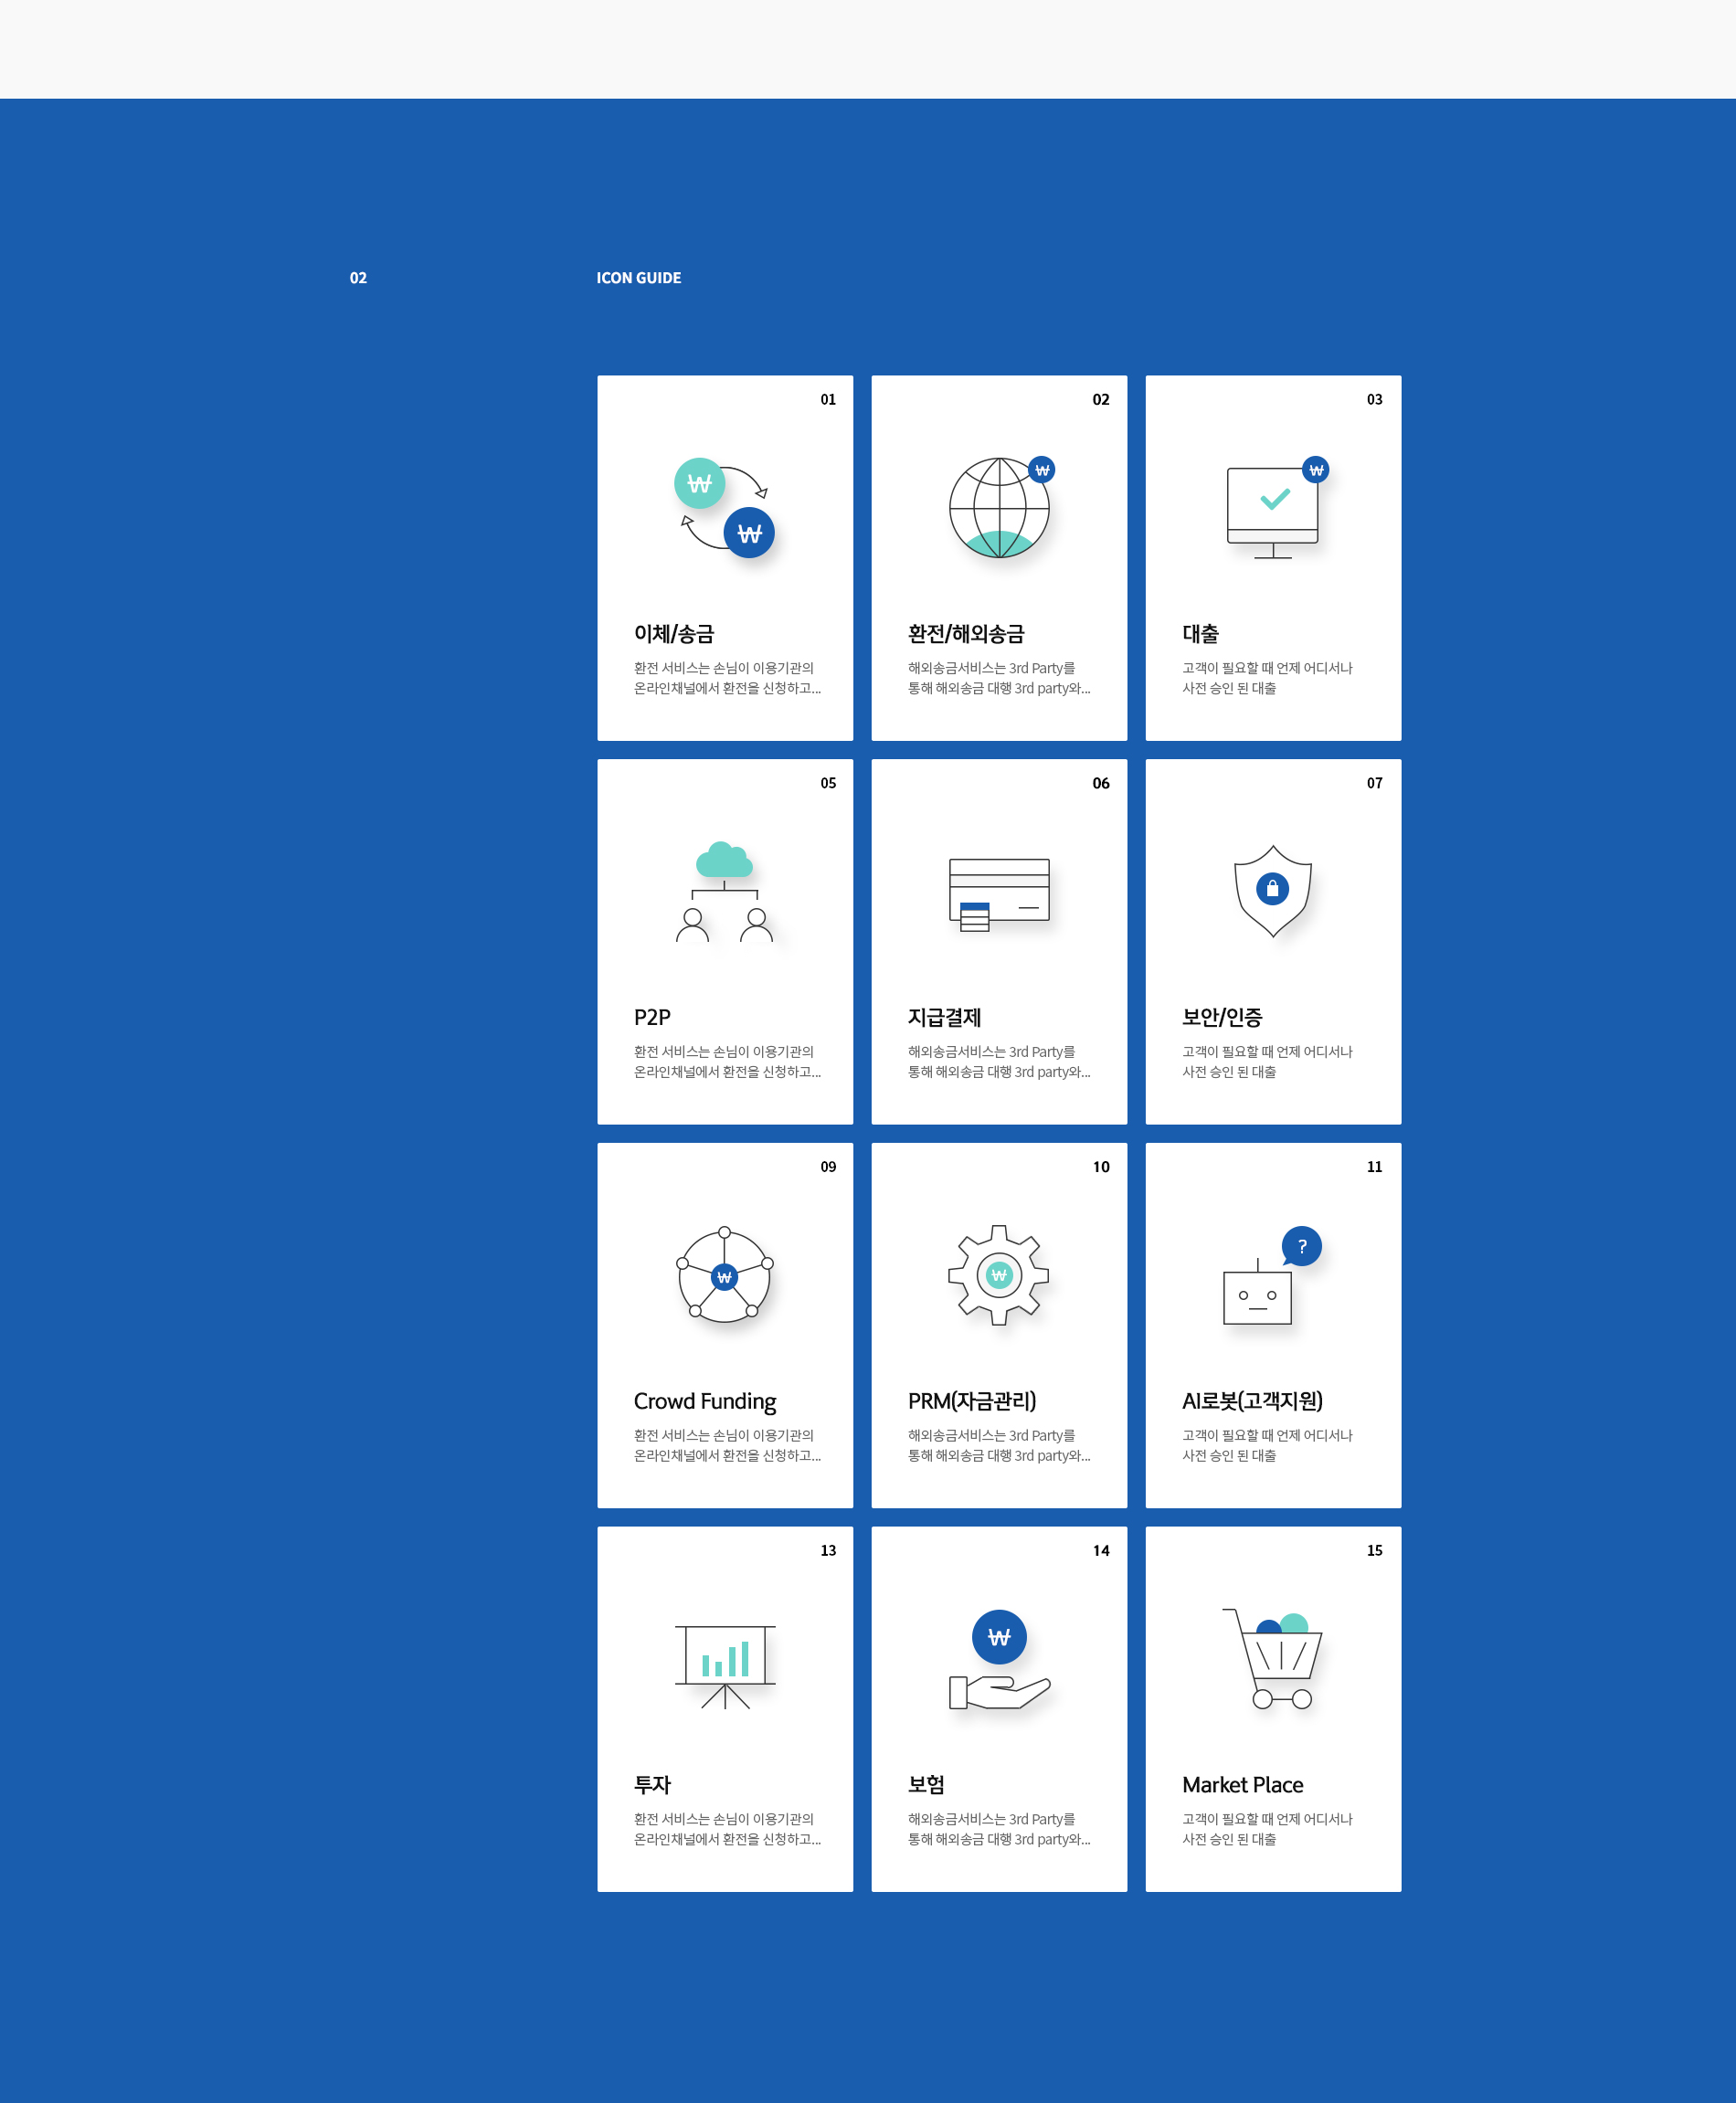 02
ICON GUIDE
01
₩
₩
이체/송금
환전 서비스는 손님이 이용기관의
온라인채널에서 환전을 신청하고...
02
₩
환전/해외송금
해외송금서비스는 3rd Party를
통해 해외송금 대행 3rd party와...
03
₩
대출
고객이 필요할 때 언제 어디서나
사전 승인 된 대출
05
P2P
환전 서비스는 손님이 이용기관의
온라인채널에서 환전을 신청하고...
06
지급결제
해외송금서비스는 3rd Party를
통해 해외송금 대행 3rd party와...
07
보안/인증
고객이 필요할 때 언제 어디서나
사전 승인 된 대출
09
₩
Crowd Funding
환전 서비스는 손님이 이용기관의
온라인채널에서 환전을 신청하고...
10
₩
PRM(자금관리)
해외송금서비스는 3rd Party를
통해 해외송금 대행 3rd party와...
11
?
AI로봇(고객지원)
고객이 필요할 때 언제 어디서나
사전 승인 된 대출
13
투자
환전 서비스는 손님이 이용기관의
온라인채널에서 환전을 신청하고...
14
₩
보험
해외송금서비스는 3rd Party를
통해 해외송금 대행 3rd party와...
15
Market Place
고객이 필요할 때 언제 어디서나
사전 승인 된 대출